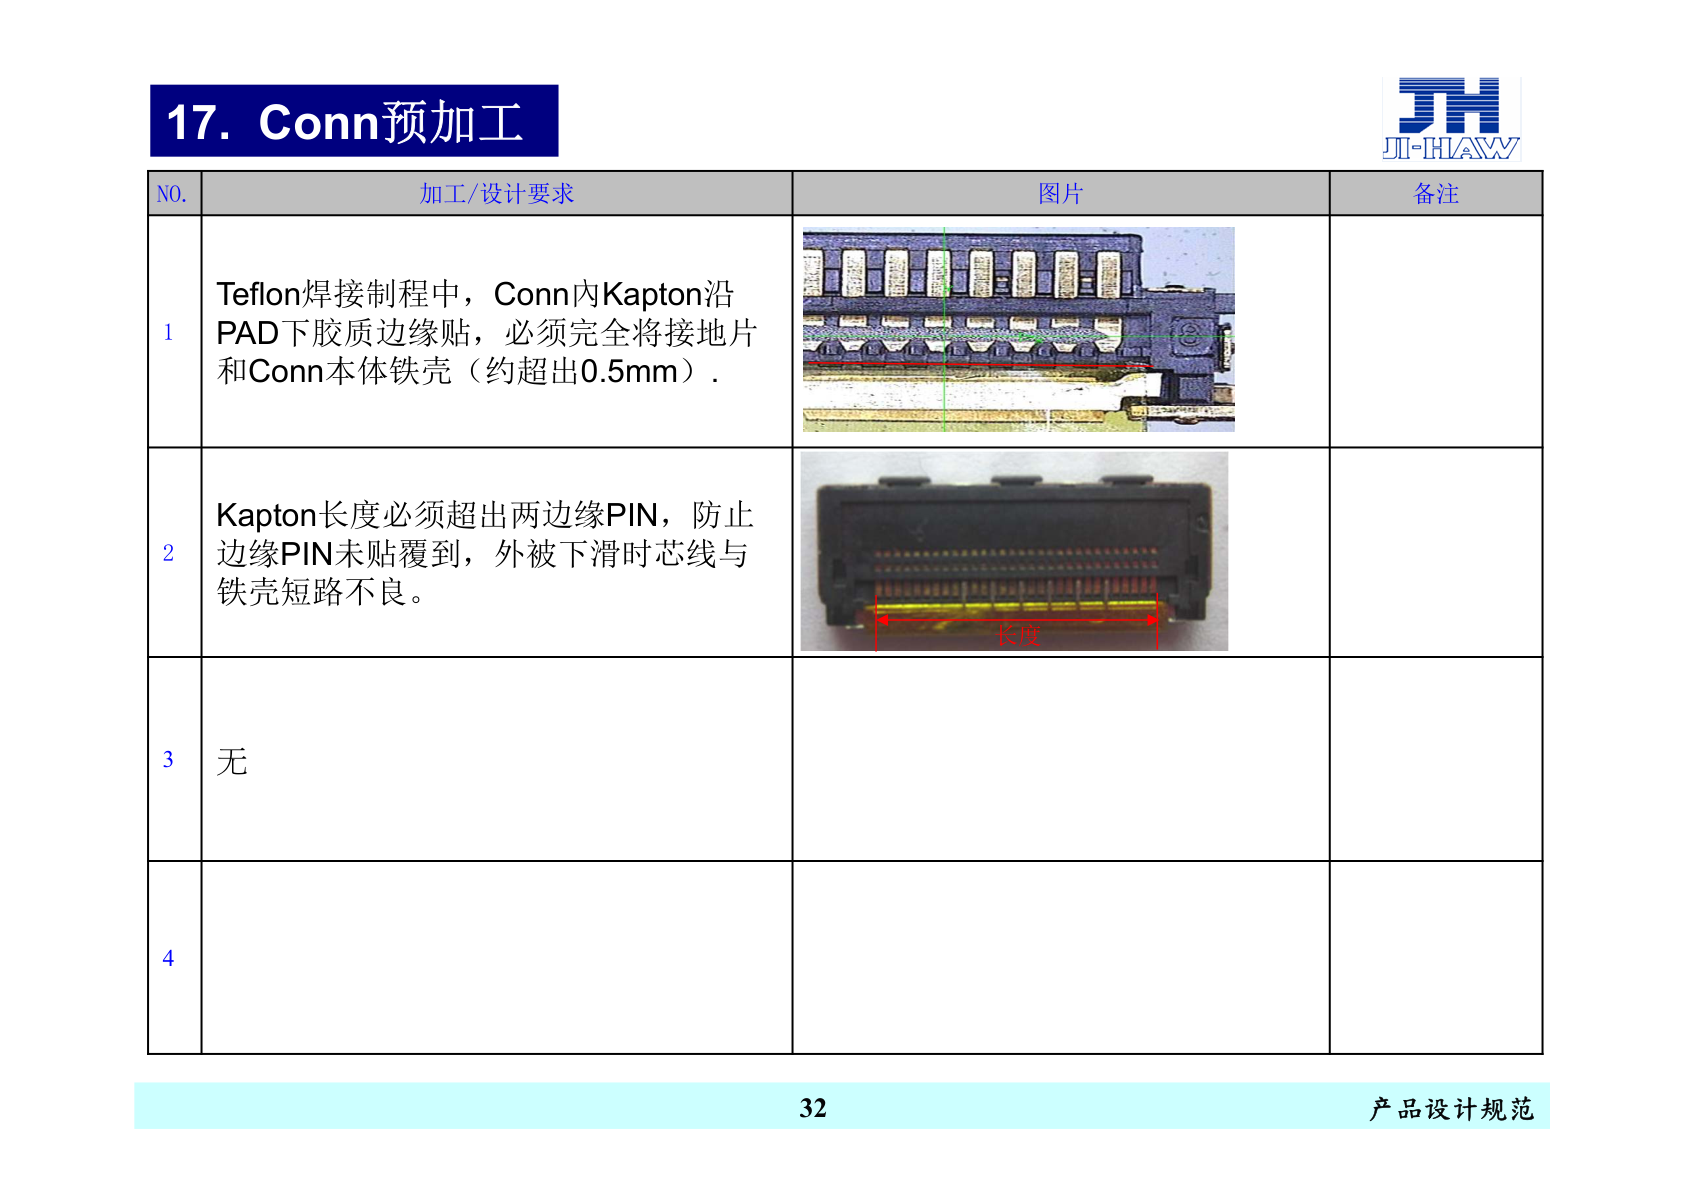 17. Conn预加工
JH
JI-HAW
NO.
加工/设计要求
图片
备注
1
Teflon焊接制程中，Conn內Kapton沿
PAD下胶质边缘贴，必须完全将接地片
和Conn本体铁壳（约超出0.5mm）.
2
Kapton长度必须超出两边缘PIN，防止
边缘PIN未贴覆到，外被下滑时芯线与
铁壳短路不良。
长度
3
无
4
32
产品设计规范